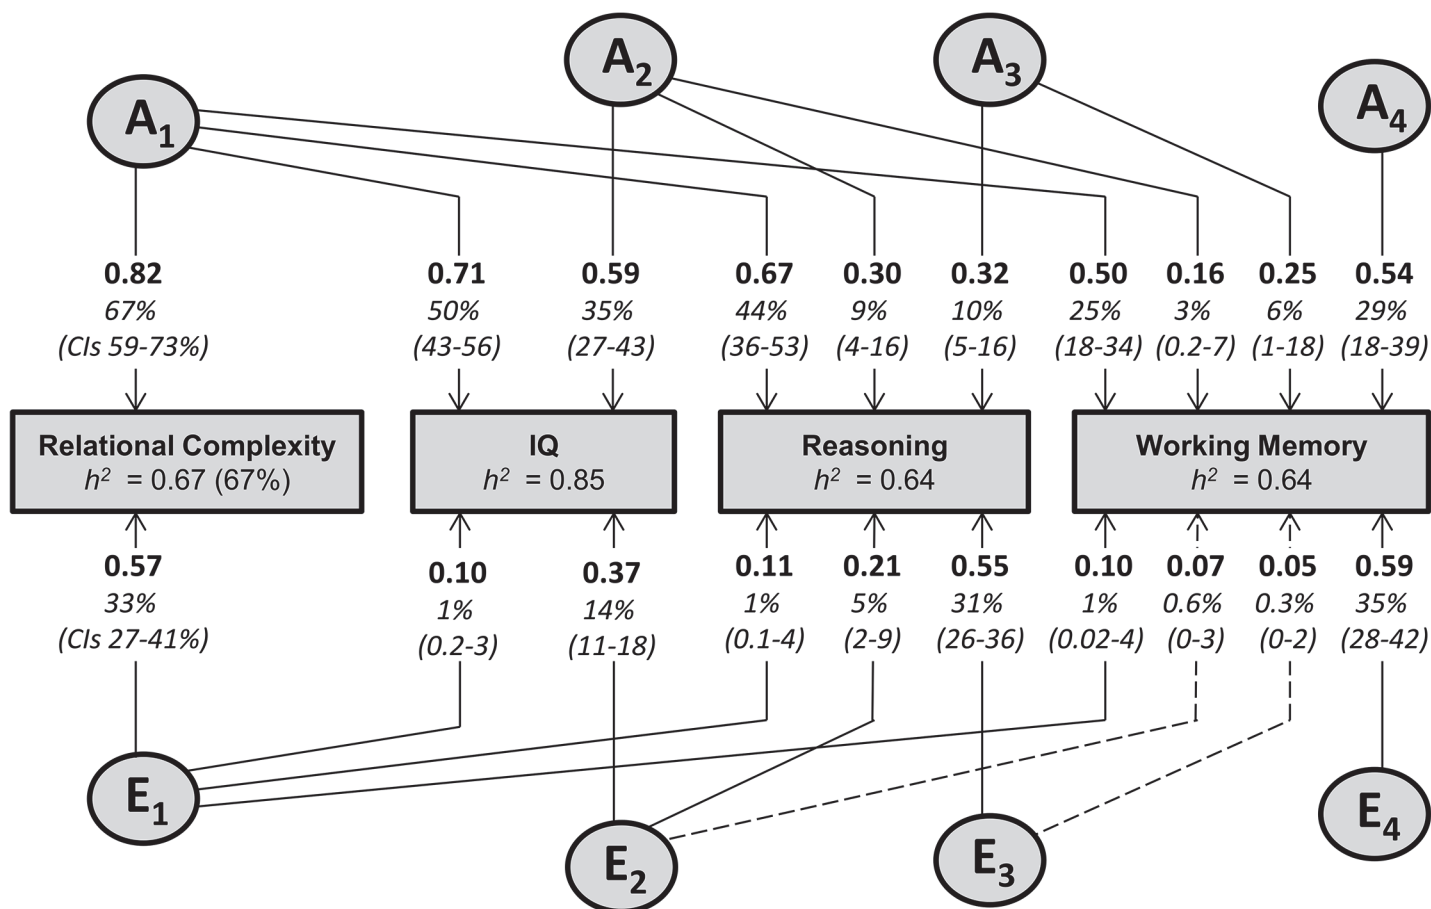 A1
A2
A3
A4
0.82 0.71 0.59 0.67 0.30 0.32 0.50 0.16 0.25 0.54
67% 50% 35% 44% 9% 10% 25% 3% 6% 29%
(CIs 59-73%) (43-56) (27-43) (36-53) (4-16) (5-16) (18-34) (0.2-7) (1-18) (18-39)
Relational Complexity
h2 = 0.67 (67%)
IQ
h2 = 0.85
Reasoning
h2 = 0.64
Working Memory
h2 = 0.64
0.57 0.10 0.37 0.11 0.21 0.55 0.10 0.07 0.05 0.59
33% 1% 14% 1% 5% 31% 1% 0.6% 0.3% 35%
(CIs 27-41%) (0.2-3) (11-18) (0.1-4) (2-9) (26-36) (0.02-4) (0-3) (0-2) (28-42)
E1
E2
E3
E4